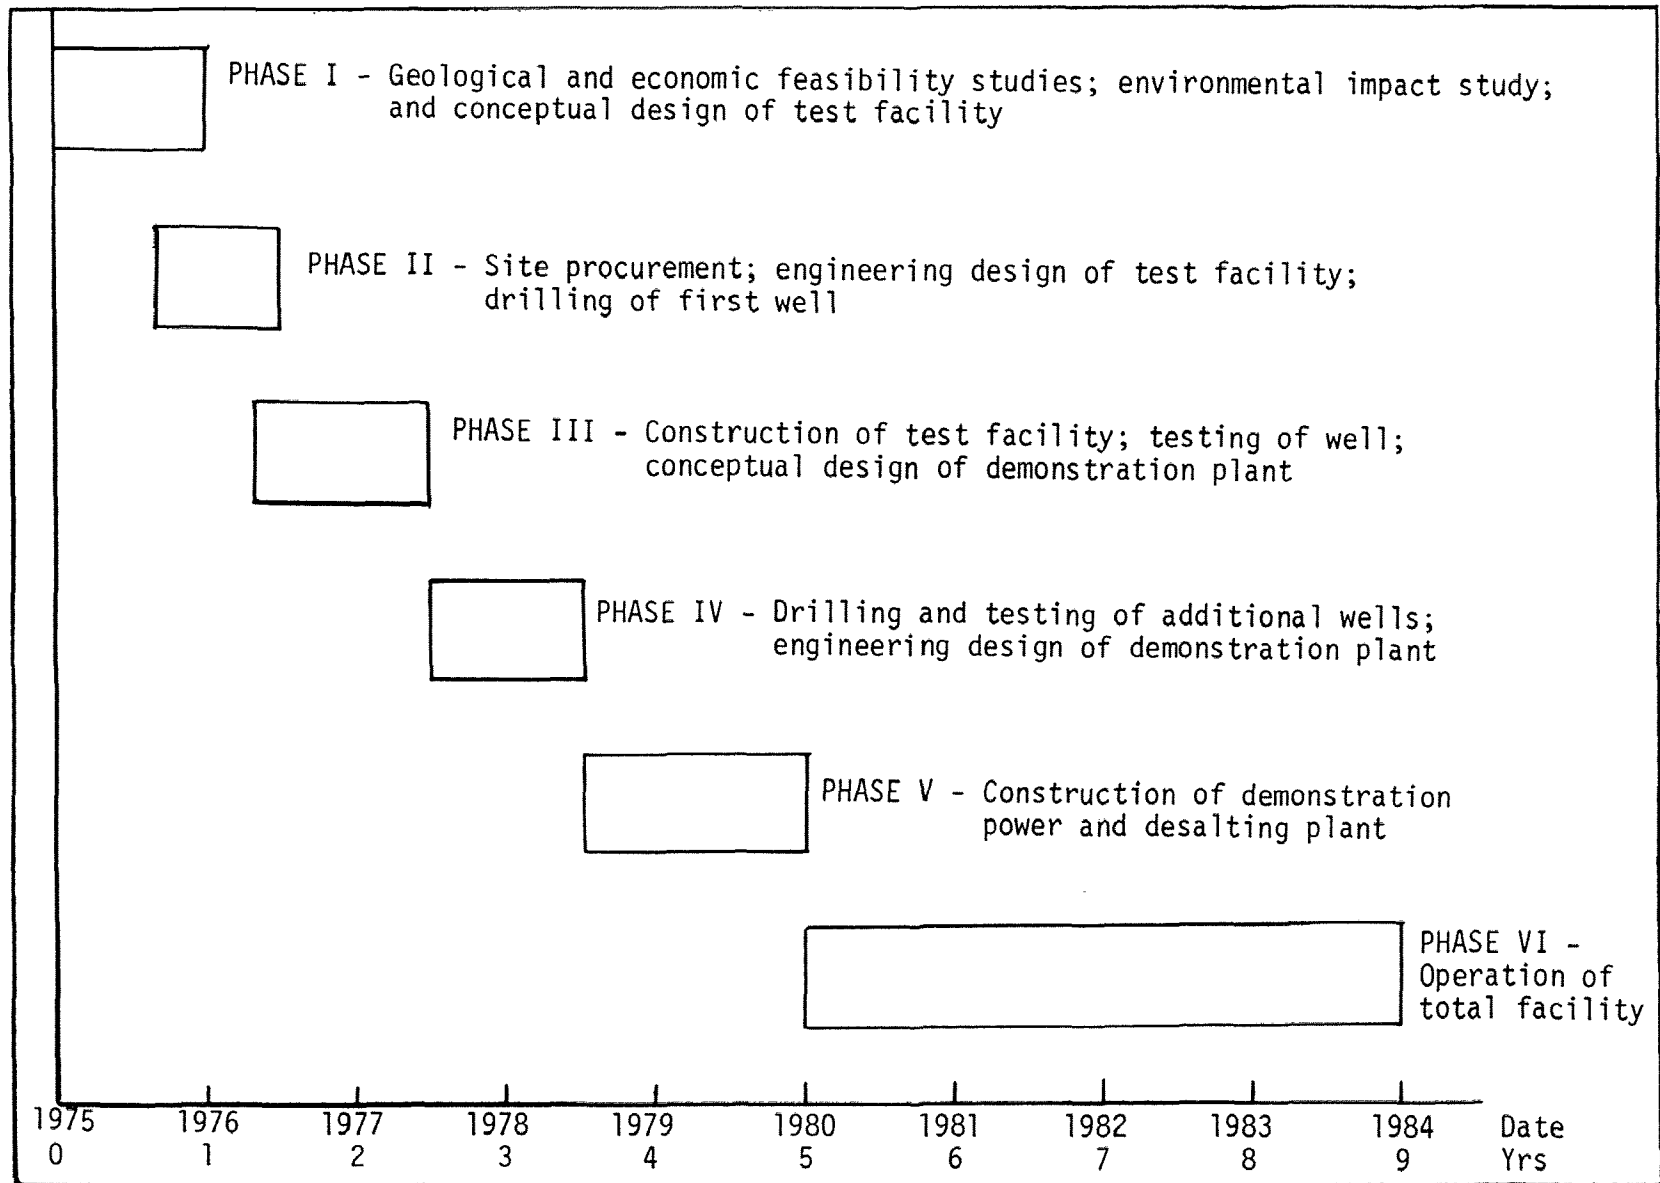 PHASE I - Geological and economic feasibility studies; environmental impact study;
and conceptual design of test facility
PHASE II - Site procurement; engineering design of test facility;
drilling of first well
PHASE III - Construction of test facility; testing of well;
conceptual design of demonstration plant
PHASE IV - Drilling and testing of additional wells;
engineering design of demonstration plant
PHASE V - Construction of demonstration
power and desalting plant
PHASE VI -
Operation of
total facility
1975 1976 1977 1978 1979 1980 1981 1982 1983 1984 Date
0 1 2 3 4 5 6 7 8 9 Yrs